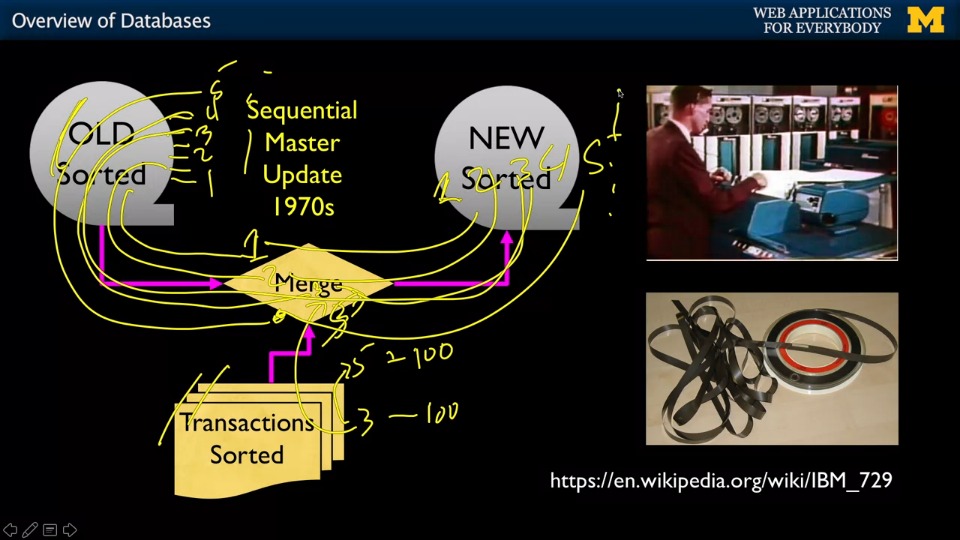 Overview of Databases
WEB APPLICATIONS
FOR EVERYBODY
M
OLD
Sorted
5
4
3
2
1
Sequential
Master
Update
1970s
NEW
Sorted
1 2 3 4 5
1
2
Merge
5 - 100
3 - 100
Transactions
Sorted
https://en.wikipedia.org/wiki/IBM_729